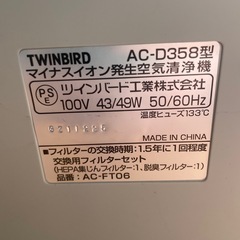 TWINBIRD AC-D358型
マイナスイオン発生空気清浄機
PSE ツインバード工業株式会社
100V 43/49W 50/60Hz
温度ヒューズ133℃
■フィルターの交換時期:1.5年に1回程度
交換用フィルターセット
(HEPA集じんフィルター1、脱臭フィルター1)
品番:AC-FT06